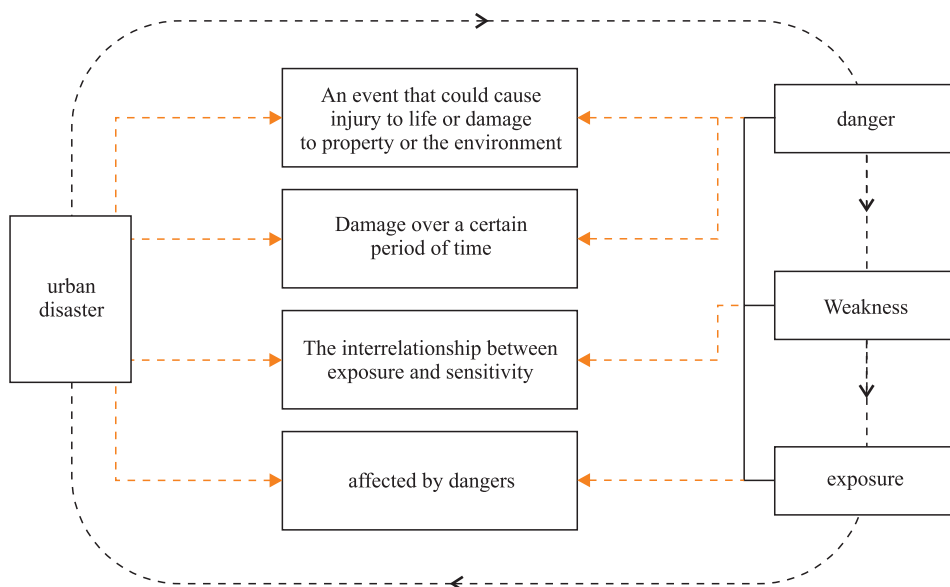 An event that could cause
injury to life or damage
to property or the environment
danger
Damage over a certain
period of time
urban
disaster
Weakness
The interrelationship between
exposure and sensitivity
affected by dangers
exposure